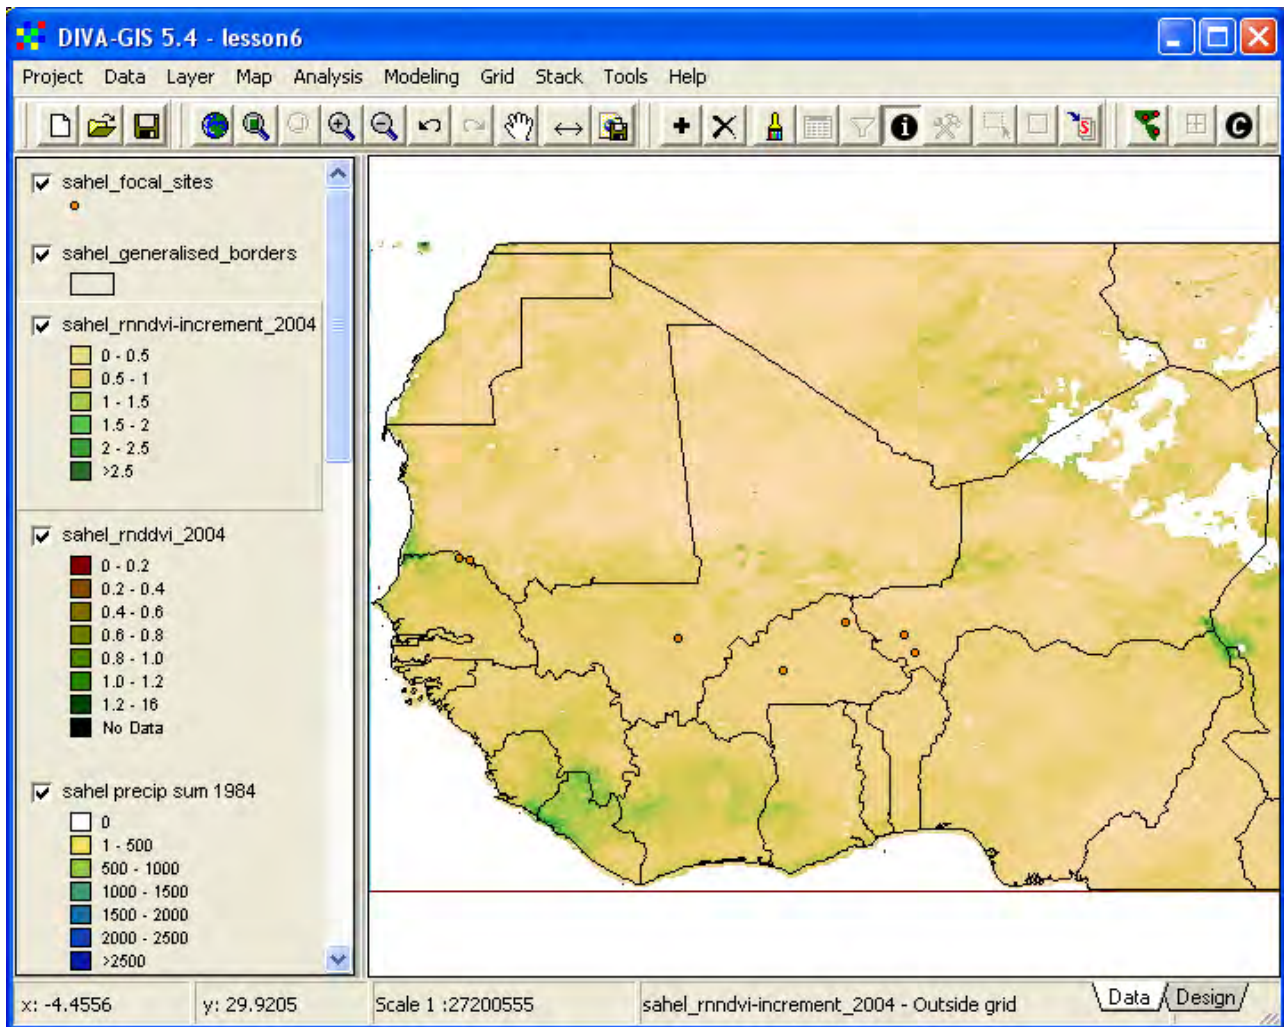 DIVA-GIS 5.4 - lesson6
Project Data Layer Map Analysis Modeling Grid Stack Tools Help
sahel_focal_sites
sahel_generalised_borders
sahel_rnndvi-increment_2004
0 - 0.5
0.5 - 1
1 - 1.5
1.5 - 2
2 - 2.5
>2.5
sahel_rnddvi_2004
0 - 0.2
0.2 - 0.4
0.4 - 0.6
0.6 - 0.8
0.8 - 1.0
1.0 - 1.2
1.2 - 16
No Data
sahel precip sum 1984
0
1 - 500
500 - 1000
1000 - 1500
1500 - 2000
2000 - 2500
>2500
x: -4.4556 y: 29.9205 Scale 1 :27200555 sahel_rnndvi-increment_2004 - Outside grid Data Design